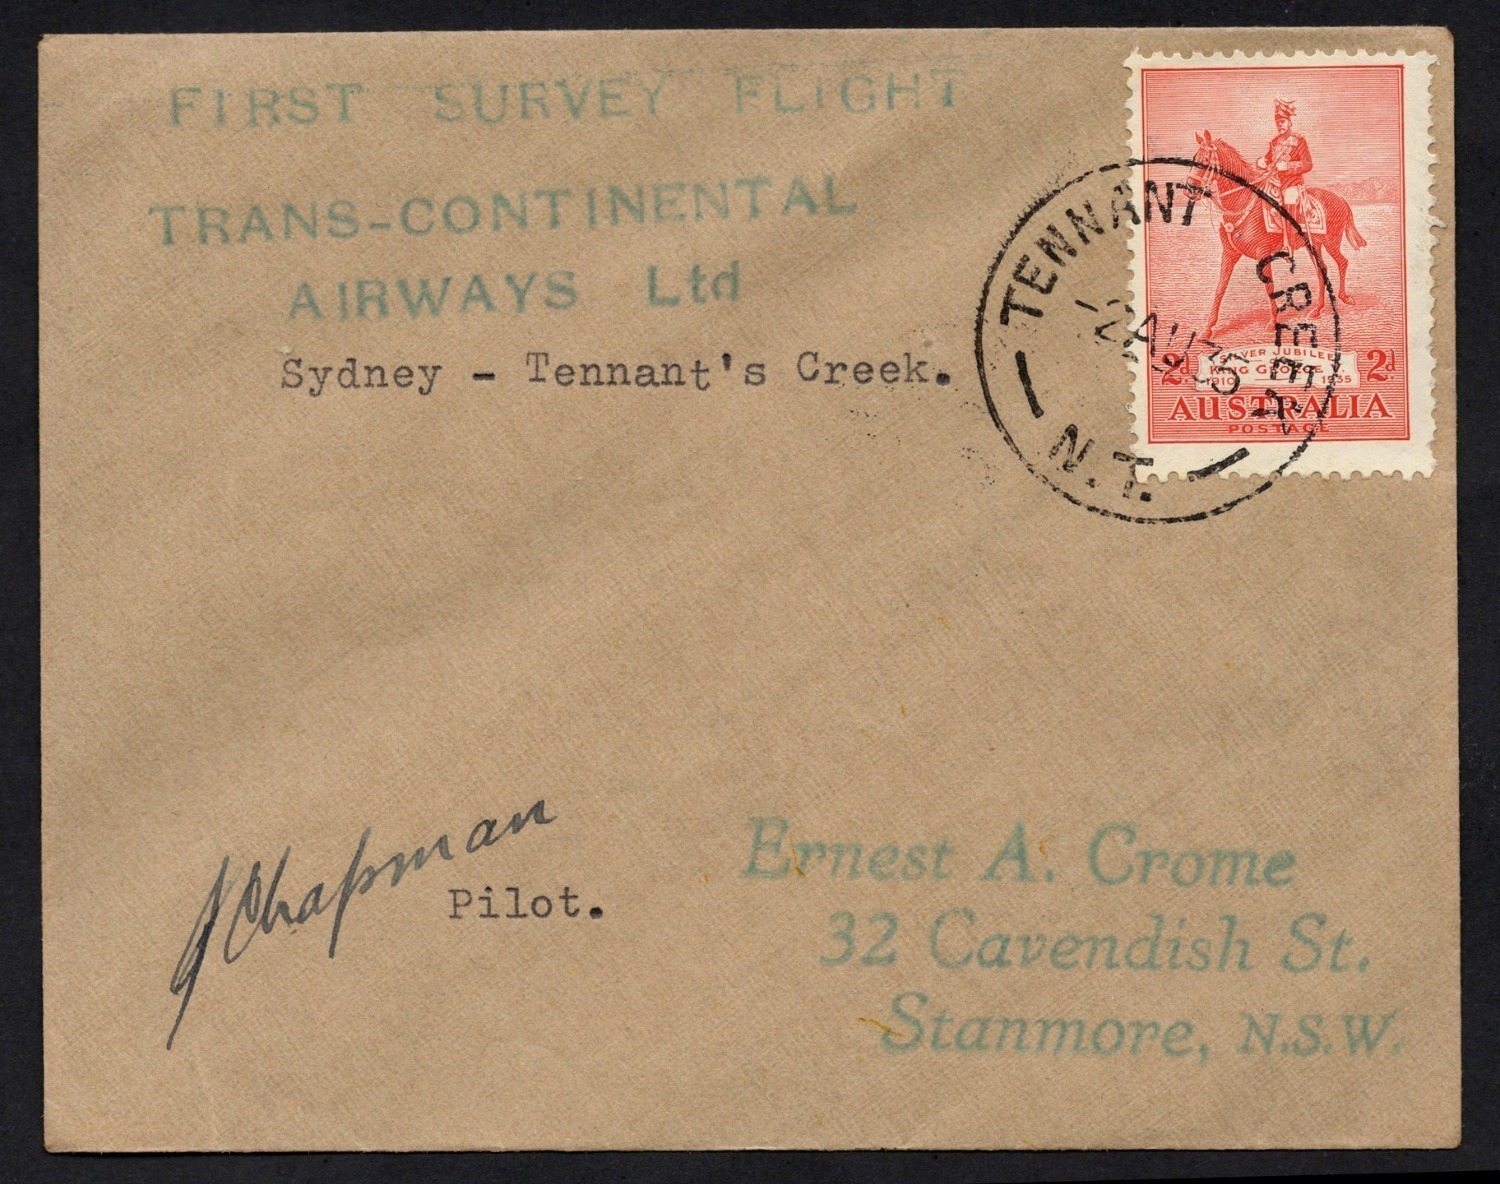 FIRST SURVEY FLIGHT
TRANS-CONTINENTAL
AIRWAYS Ltd
Sydney - Tennant's Creek.
TENNANT CREEK
N.T.
SILVER JUBILEE
KING GEORGE V.
1910 1935
2d 2d
AUSTRALIA
POSTAGE
J Chapman
Pilot.
Ernest A. Crome
32 Cavendish St.
Stanmore, N.S.W.